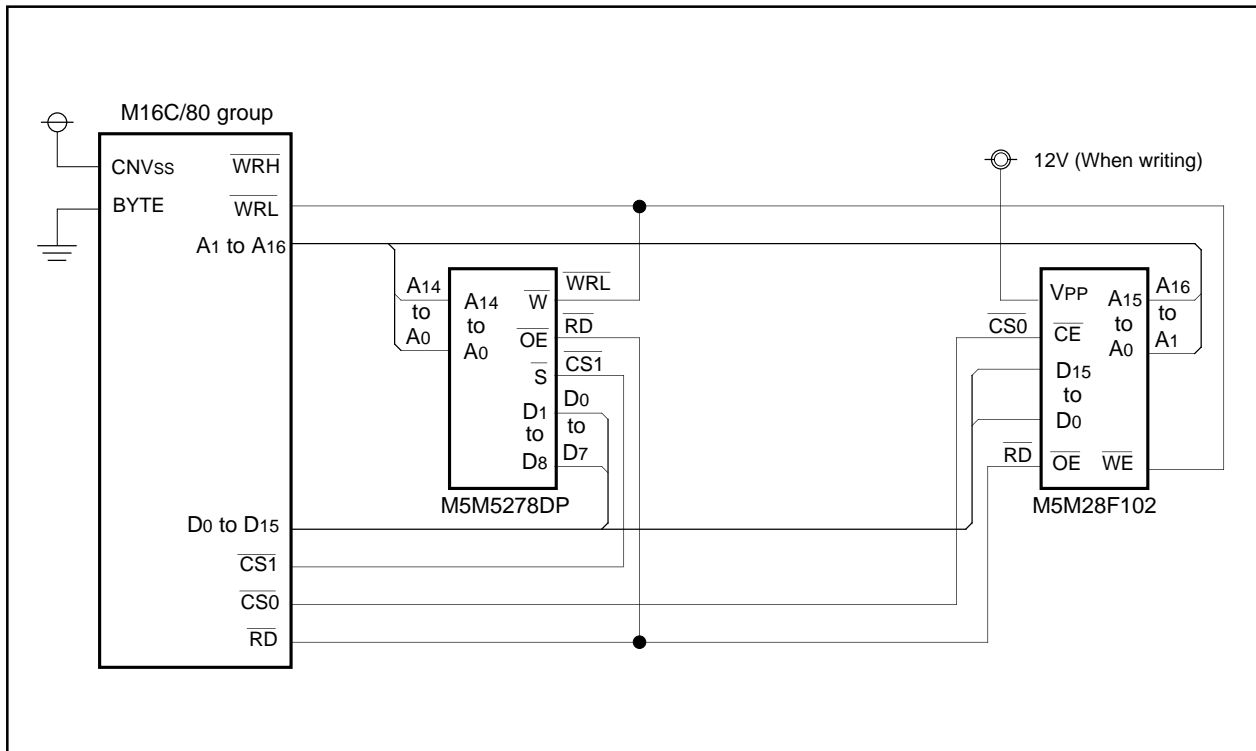 M16C/80 group
CNVss
BYTE
WRH
WRL
A1 to A16
D0 to D15
CS1
CS0
RD
A14
to
A0
A14
to
A0
W
OE
S
D1
to
D8
WRL
RD
CS1
D0
to
D7
M5M5278DP
12V (When writing)
CS0
RD
VPP
CE
D15
to
D0
OE
A15
to
A0
WE
A16
to
A1
M5M28F102